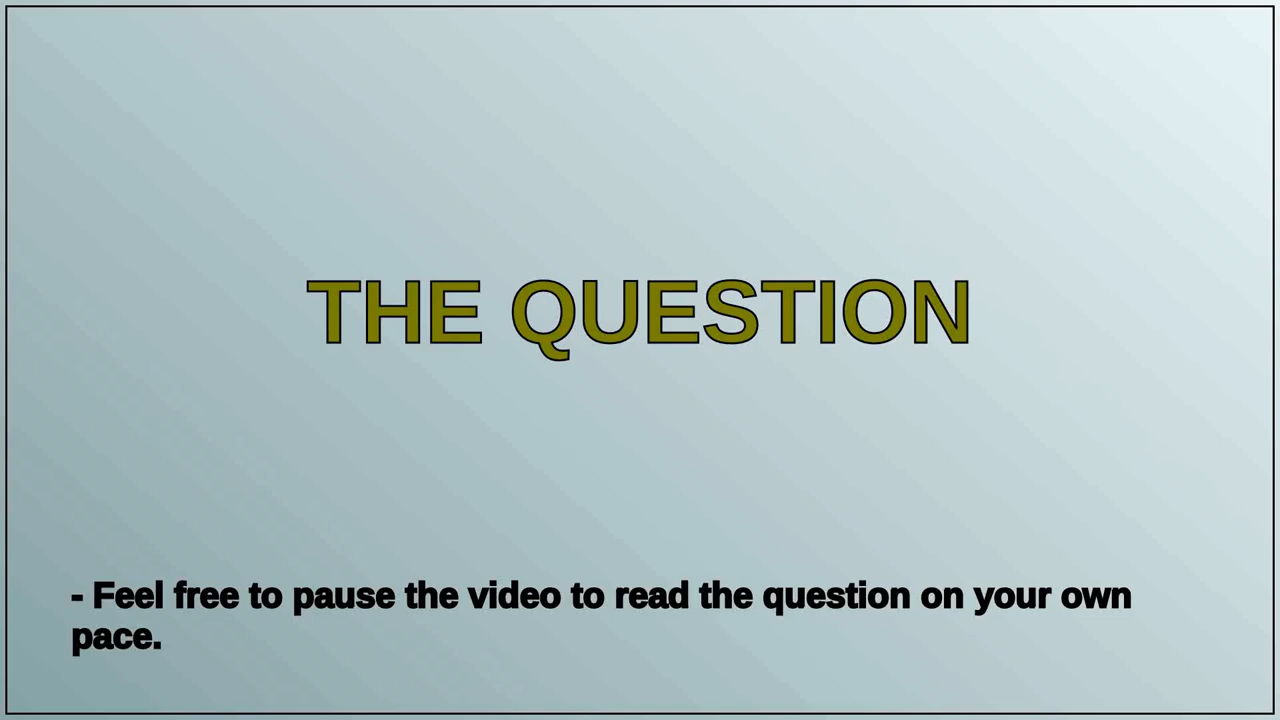 THE QUESTION
- Feel free to pause the video to read the question on your own
pace.